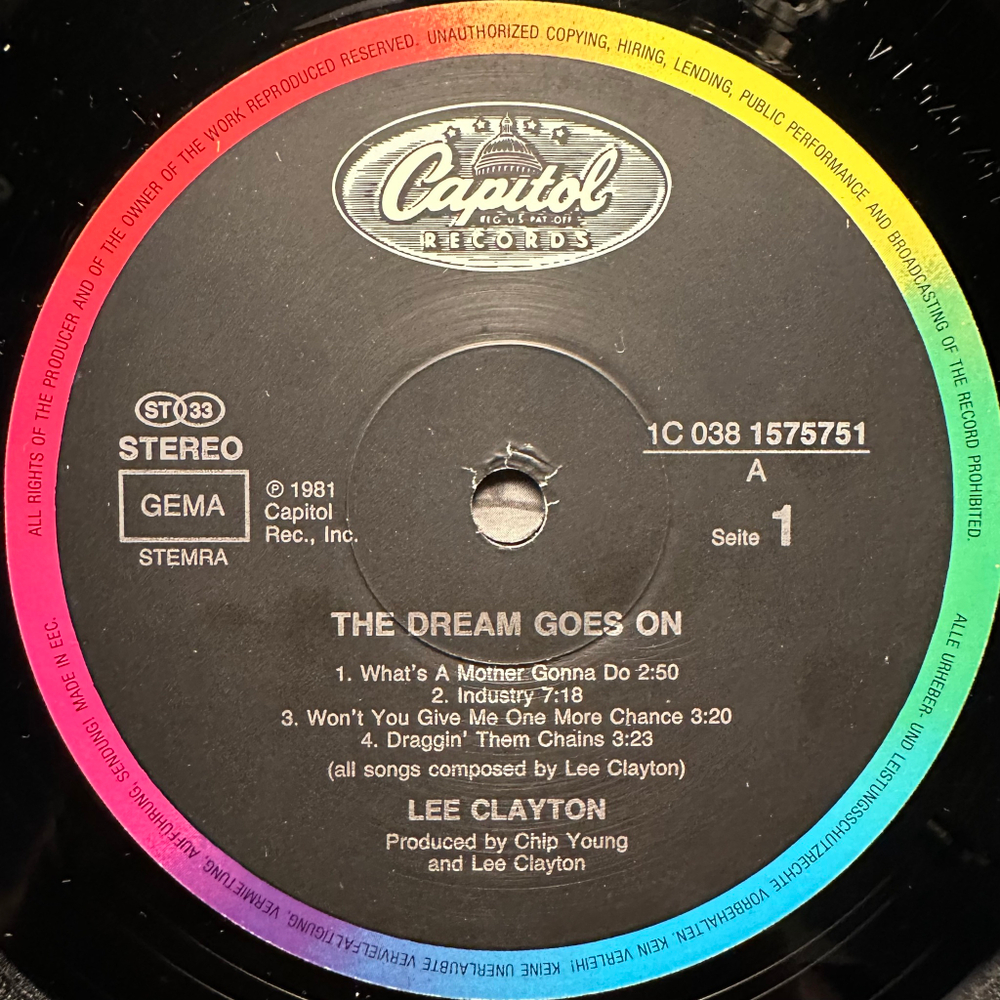 ALL RIGHTS OF THE PRODUCER AND OF THE OWNER OF THE WORK REPRODUCED RESERVED. UNAUTHORIZED COPYING, HIRING, LENDING, PUBLIC PERFORMANCE AND BROADCASTING OF THE RECORD PROHIBITED.
Capitol
REG. U.S. PAT. OFF.
RECORDS
ST 33
STEREO
GEMA
STEMRA
℗ 1981
Capitol
Rec., Inc.
1C 038 1575751
A
Seite 1
THE DREAM GOES ON
1. What's A Mother Gonna Do 2:50
2. Industry 7:18
3. Won't You Give Me One More Chance 3:20
4. Draggin' Them Chains 3:23
(all songs composed by Lee Clayton)
LEE CLAYTON
Produced by Chip Young
and Lee Clayton
ALLE URHEBER- UND LEISTUNGSSCHUTZRECHTE VORBEHALTEN. KEIN VERLEIH! KEINE UNERLAUBTE VERVIELFÄLTIGUNG, VERMIETUNG, AUFFÜHRUNG, SENDUNG! MADE IN EEC.